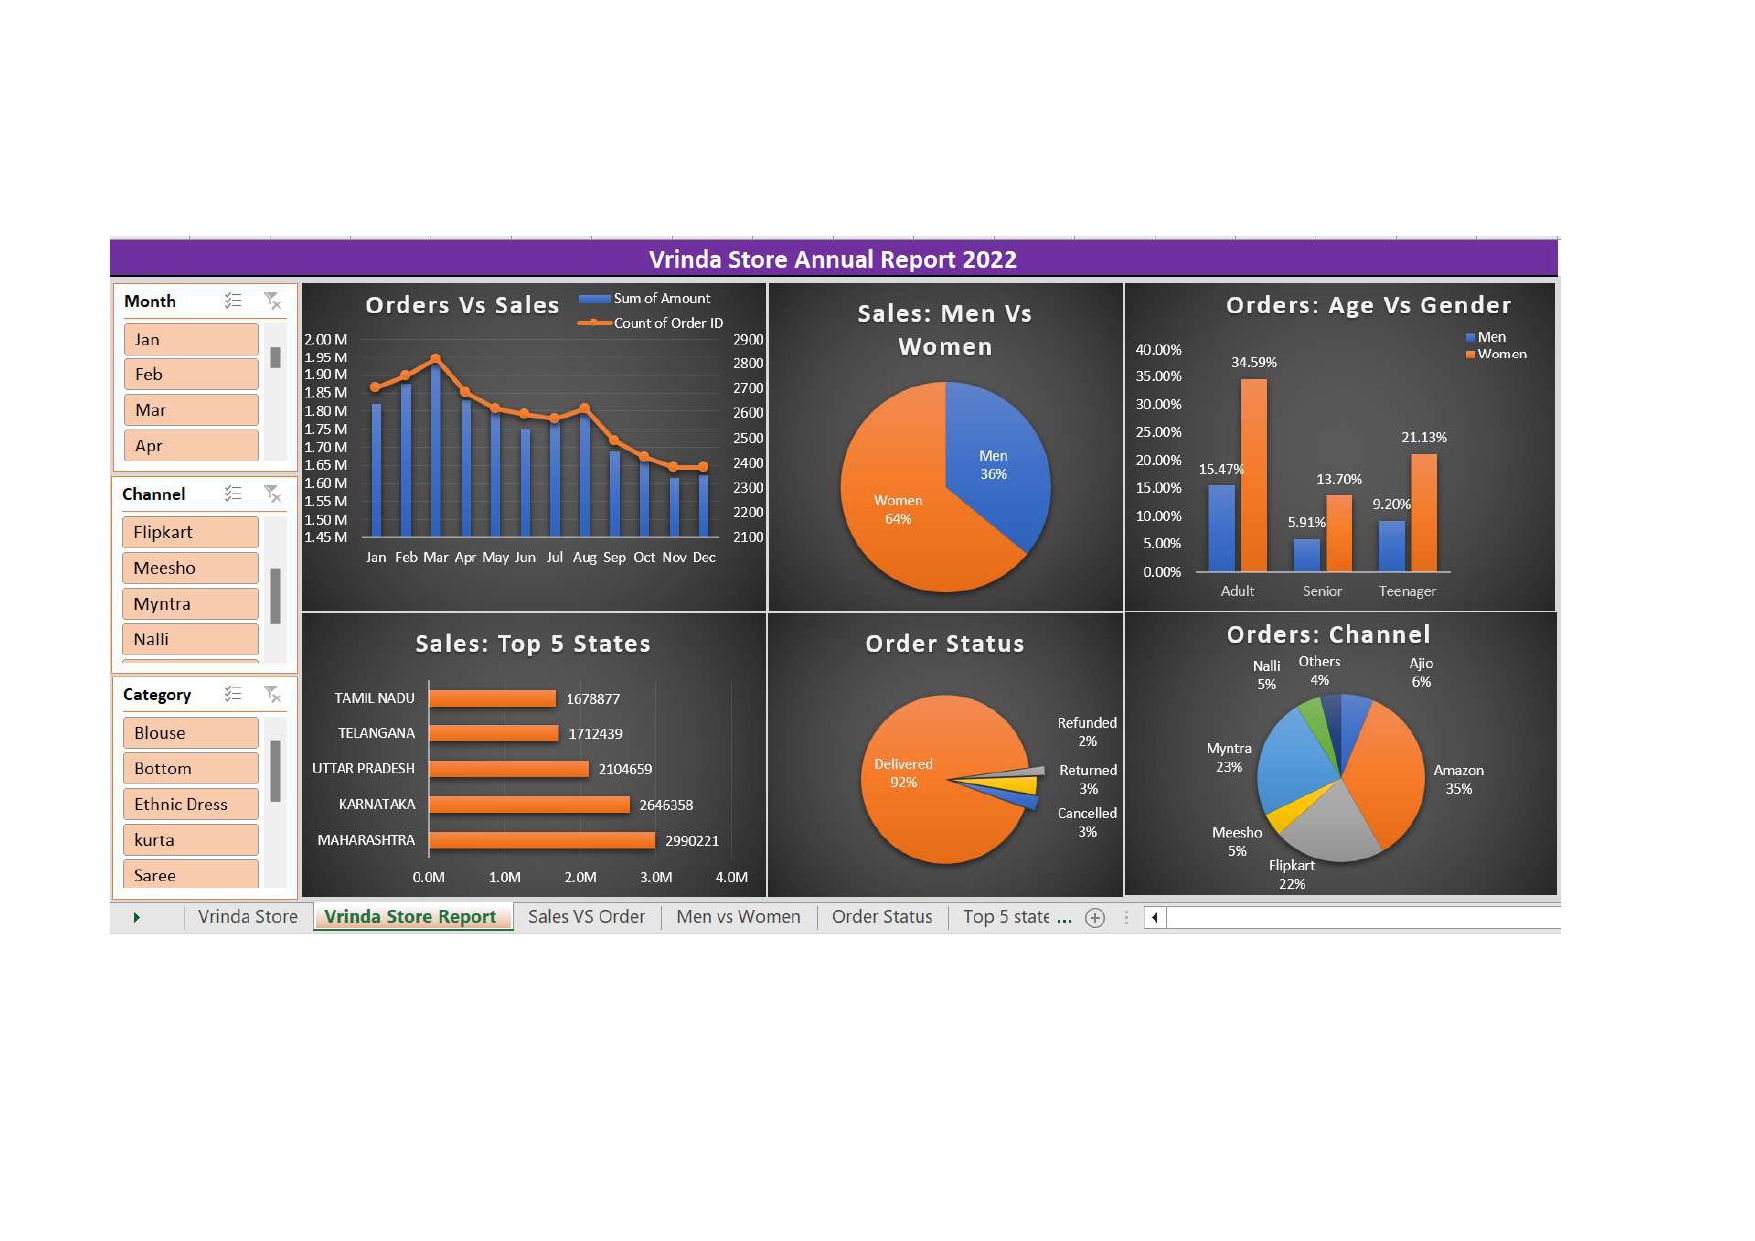 Vrinda Store Annual Report 2022
Month
Jan
Feb
Mar
Apr
Channel
Flipkart
Meesho
Myntra
Nalli
Category
Blouse
Bottom
Ethnic Dress
kurta
Saree
Orders Vs Sales
Sum of Amount
Count of Order ID
2.00 M
1.95 M
1.90 M
1.85 M
1.80 M
1.75 M
1.70 M
1.65 M
1.60 M
1.55 M
1.50 M
1.45 M
2900
2800
2700
2600
2500
2400
2300
2200
2100
Jan Feb Mar Apr May Jun Jul Aug Sep Oct Nov Dec
Sales: Men Vs
Women
Men
36%
Women
64%
Orders: Age Vs Gender
Men
Women
40.00%
35.00%
30.00%
25.00%
20.00%
15.00%
10.00%
5.00%
0.00%
15.47%
34.59%
5.91%
13.70%
9.20%
21.13%
Adult Senior Teenager
Sales: Top 5 States
TAMIL NADU 1678877
TELANGANA 1712439
UTTAR PRADESH 2104659
KARNATAKA 2646358
MAHARASHTRA 2990221
0.0M 1.0M 2.0M 3.0M 4.0M
Order Status
Delivered
92%
Refunded
2%
Returned
3%
Cancelled
3%
Orders: Channel
Nalli
5%
Others
4%
Ajio
6%
Myntra
23%
Amazon
35%
Meesho
5%
Flipkart
22%
Vrinda Store Vrinda Store Report Sales VS Order Men vs Women Order Status Top 5 state ...